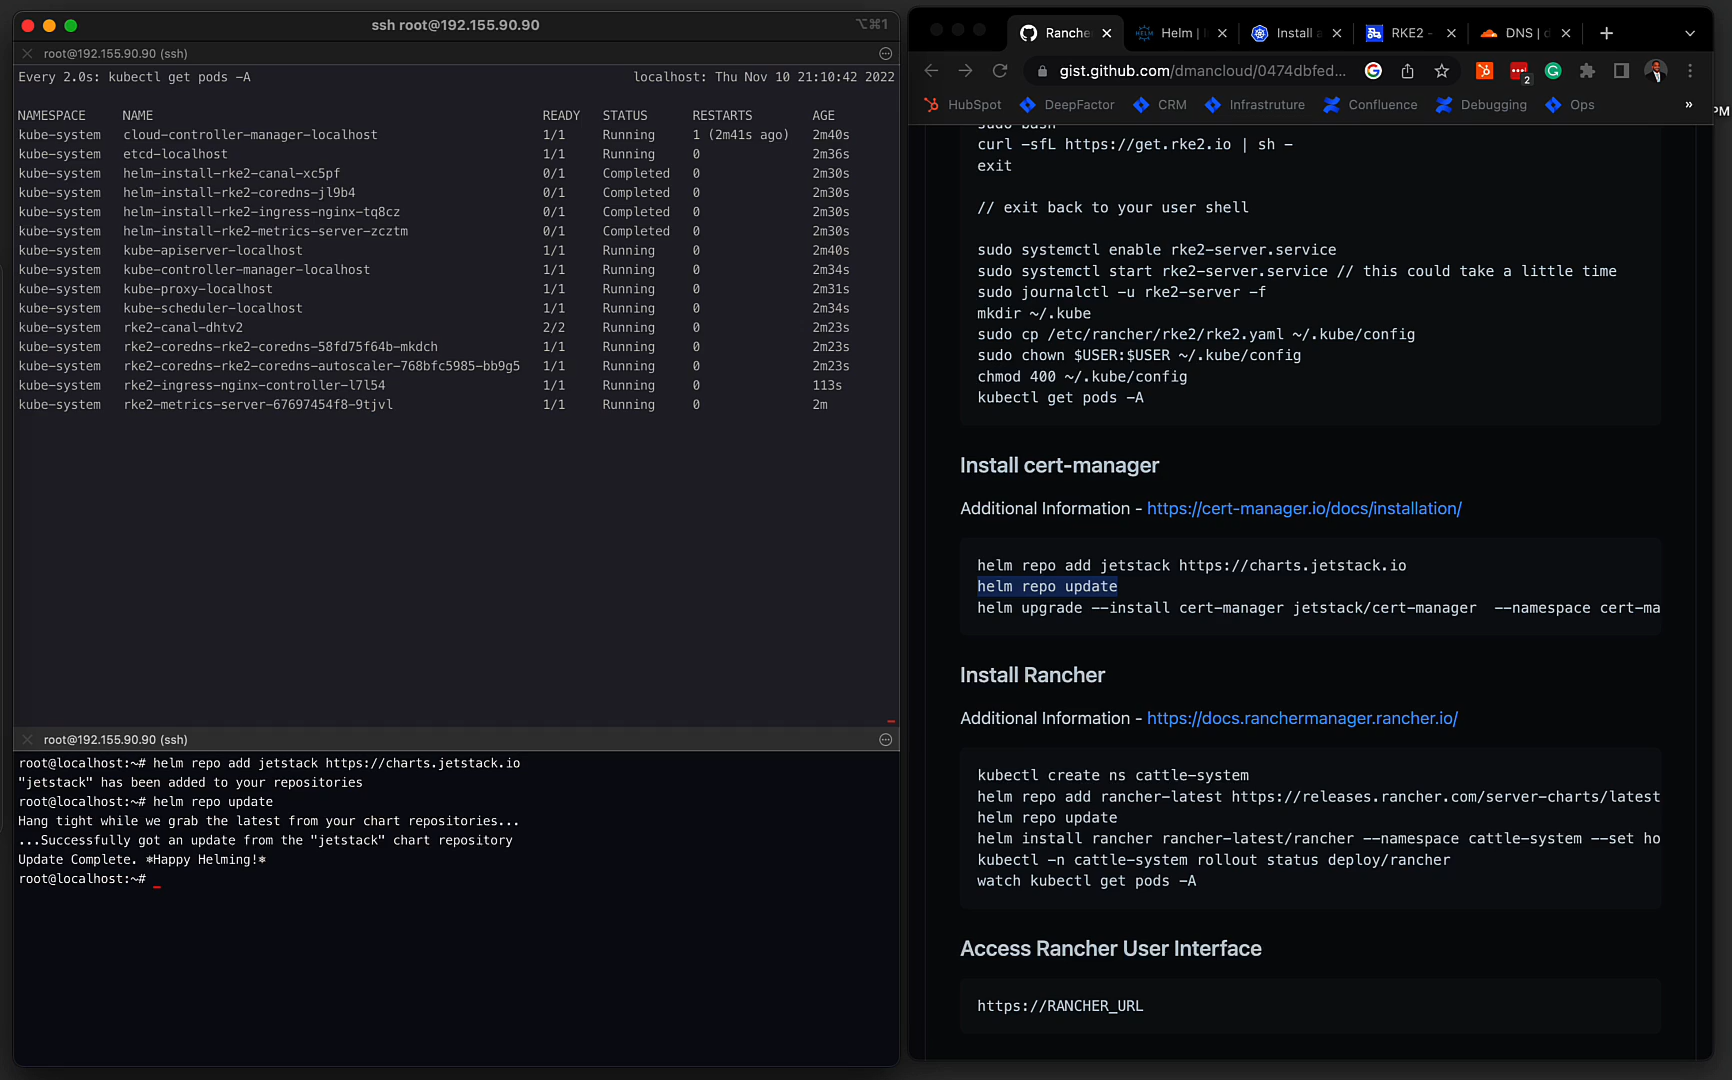 ssh root@192.155.90.90
⌥⌘1
root@192.155.90.90 (ssh)
Every 2.0s: kubectl get pods -A localhost: Thu Nov 10 21:10:42 2022
NAMESPACE NAME READY STATUS RESTARTS AGE
kube-system cloud-controller-manager-localhost 1/1 Running 1 (2m41s ago) 2m40s
kube-system etcd-localhost 1/1 Running 0 2m36s
kube-system helm-install-rke2-canal-xc5pf 0/1 Completed 0 2m30s
kube-system helm-install-rke2-coredns-jl9b4 0/1 Completed 0 2m30s
kube-system helm-install-rke2-ingress-nginx-tq8cz 0/1 Completed 0 2m30s
kube-system helm-install-rke2-metrics-server-zcztm 0/1 Completed 0 2m30s
kube-system kube-apiserver-localhost 1/1 Running 0 2m40s
kube-system kube-controller-manager-localhost 1/1 Running 0 2m34s
kube-system kube-proxy-localhost 1/1 Running 0 2m31s
kube-system kube-scheduler-localhost 1/1 Running 0 2m34s
kube-system rke2-canal-dhtv2 2/2 Running 0 2m23s
kube-system rke2-coredns-rke2-coredns-58fd75f64b-mkdch 1/1 Running 0 2m23s
kube-system rke2-coredns-rke2-coredns-autoscaler-768bfc5985-bb9g5 1/1 Running 0 2m23s
kube-system rke2-ingress-nginx-controller-l7l54 1/1 Running 0 113s
kube-system rke2-metrics-server-67697454f8-9tjvl 1/1 Running 0 2m
root@192.155.90.90 (ssh)
root@localhost:~# helm repo add jetstack https://charts.jetstack.io
"jetstack" has been added to your repositories
root@localhost:~# helm repo update
Hang tight while we grab the latest from your chart repositories...
...Successfully got an update from the "jetstack" chart repository
Update Complete. ⎈Happy Helming!⎈
root@localhost:~#
Ranche Helm | Install RKE2 - DNS | d
gist.github.com/dmancloud/0474dbfed...
2
HubSpot DeepFactor CRM Infrastruture Confluence Debugging Ops »
PM
sudo bash
curl -sfL https://get.rke2.io | sh -
exit
// exit back to your user shell
sudo systemctl enable rke2-server.service
sudo systemctl start rke2-server.service // this could take a little time
sudo journalctl -u rke2-server -f
mkdir ~/.kube
sudo cp /etc/rancher/rke2/rke2.yaml ~/.kube/config
sudo chown $USER:$USER ~/.kube/config
chmod 400 ~/.kube/config
kubectl get pods -A
Install cert-manager
Additional Information - https://cert-manager.io/docs/installation/
helm repo add jetstack https://charts.jetstack.io
helm repo update
helm upgrade --install cert-manager jetstack/cert-manager --namespace cert-ma
Install Rancher
Additional Information - https://docs.ranchermanager.rancher.io/
kubectl create ns cattle-system
helm repo add rancher-latest https://releases.rancher.com/server-charts/latest
helm repo update
helm install rancher rancher-latest/rancher --namespace cattle-system --set ho
kubectl -n cattle-system rollout status deploy/rancher
watch kubectl get pods -A
Access Rancher User Interface
https://RANCHER_URL